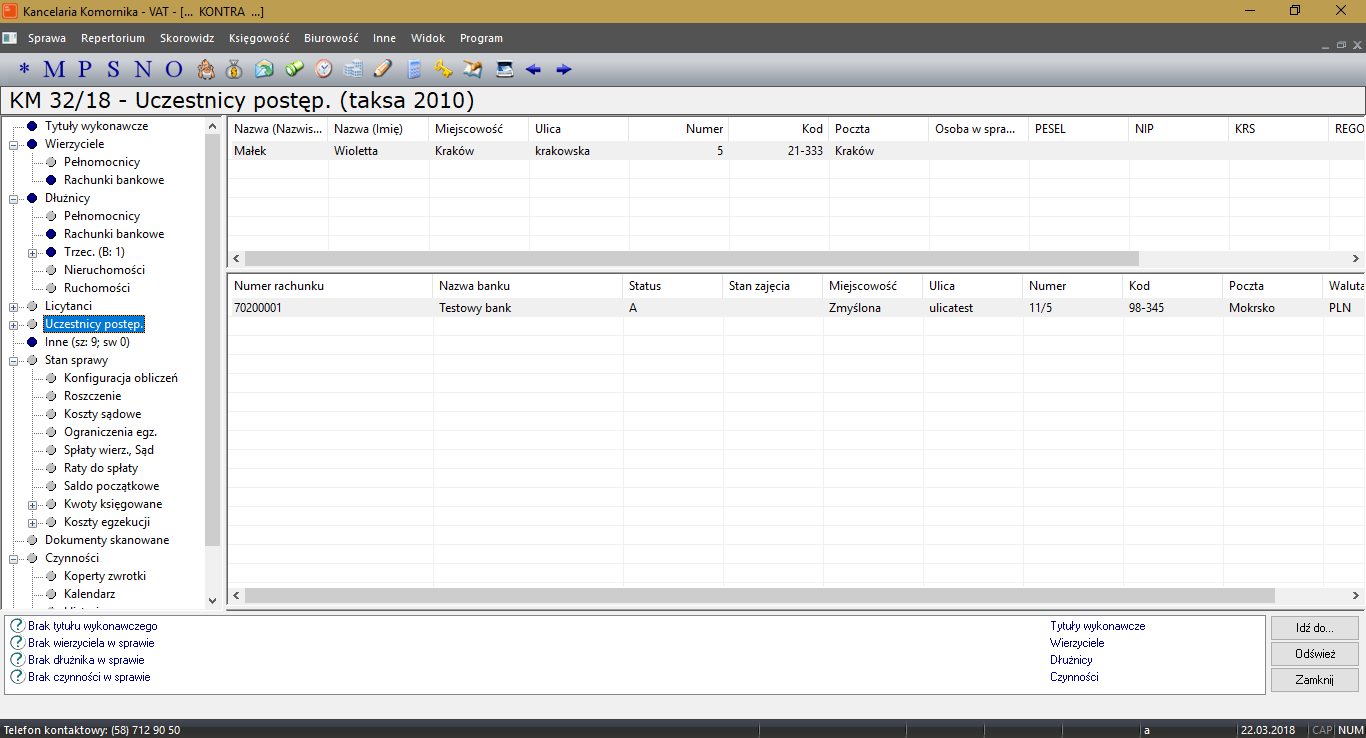 Kancelaria Komornika - VAT - [... KONTRA ...]
Sprawa Repertorium Skorowidz Księgowość Biurowość Inne Widok Program
* M P S N O
KM 32/18 - Uczestnicy postęp. (taksa 2010)
Tytuły wykonawcze
Wierzyciele
Pełnomocnicy
Rachunki bankowe
Dłużnicy
Pełnomocnicy
Rachunki bankowe
Trzec. (B: 1)
Nieruchomości
Ruchomości
Licytanci
Uczestnicy postęp.
Inne (sz: 9; sw 0)
Stan sprawy
Konfiguracja obliczeń
Roszczenie
Koszty sądowe
Ograniczenia egz.
Spłaty wierz., Sąd
Raty do spłaty
Saldo początkowe
Kwoty księgowane
Koszty egzekucji
Dokumenty skanowane
Czynności
Koperty zwrotki
Kalendarz
Nazwa (Nazwis... Nazwa (Imię) Miejscowość Ulica Numer Kod Poczta Osoba w spra... PESEL NIP KRS REGO
Małek Wioletta Kraków krakowska 5 21-333 Kraków
Numer rachunku Nazwa banku Status Stan zajęcia Miejscowość Ulica Numer Kod Poczta Waluta
70200001 Testowy bank A Zmyślona ulicatest 11/5 98-345 Mokrsko PLN
Brak tytułu wykonawczego Tytuły wykonawcze
Brak wierzyciela w sprawie Wierzyciele
Brak dłużnika w sprawie Dłużnicy
Brak czynności w sprawie Czynności
Idź do...
Odśwież
Zamknij
Telefon kontaktowy: (58) 712 90 50 a 22.03.2018 CAP NUM